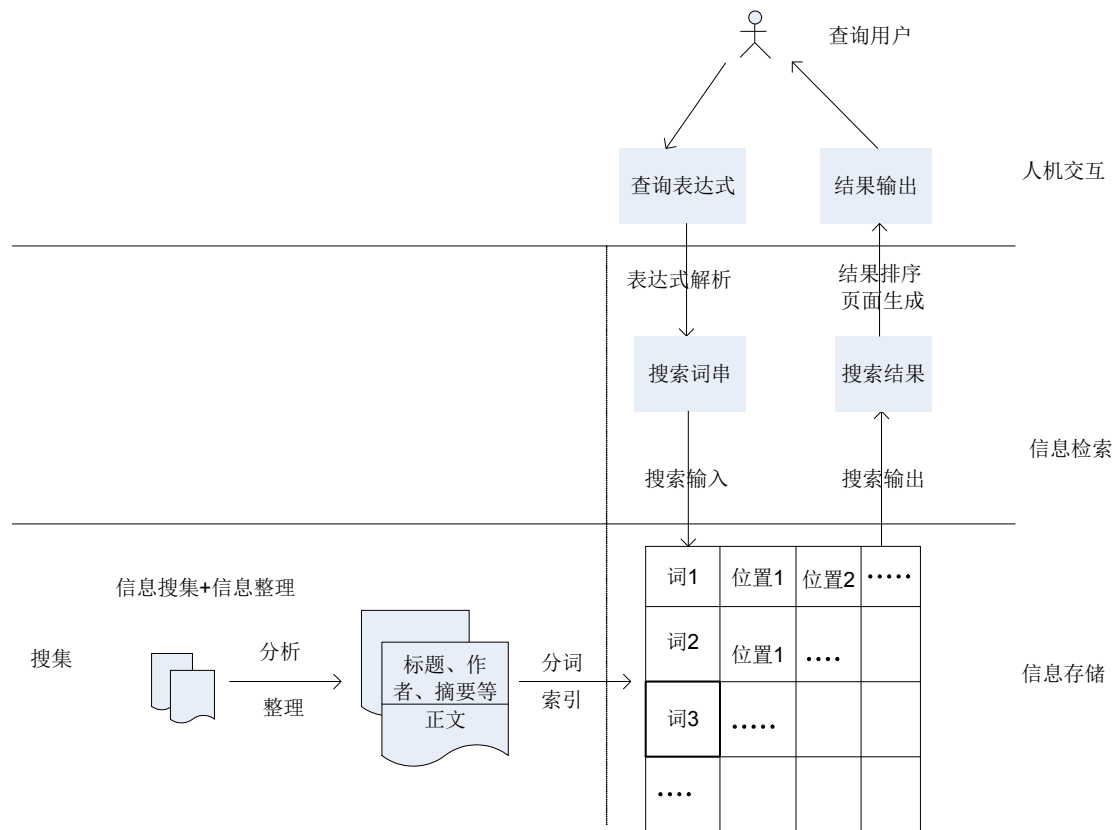 查询用户
查询表达式
结果输出
人机交互
表达式解析
结果排序
页面生成
搜索词串
搜索结果
信息检索
搜索输入
搜索输出
词1
位置1
位置2
•••••
信息搜集+信息整理
词2
位置1
••••
搜集
分析
整理
标题、作
者、摘要等
正文
分词
索引
信息存储
词3
•••••
••••